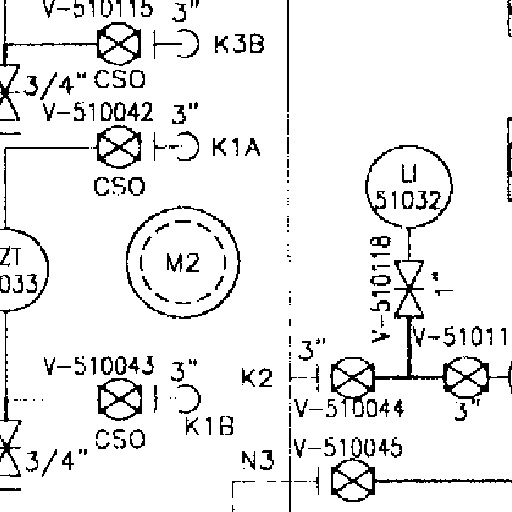 V-510115 3"
K3B
3/4" CSO
V-510042 3"
K1A
CSO
LI
51032
ZT
033
M2
V-510118
1"
V-51011
V-510043 3"
K1B
CSO
3/4"
3"
K2
V-510044
3"
V-510045
N3